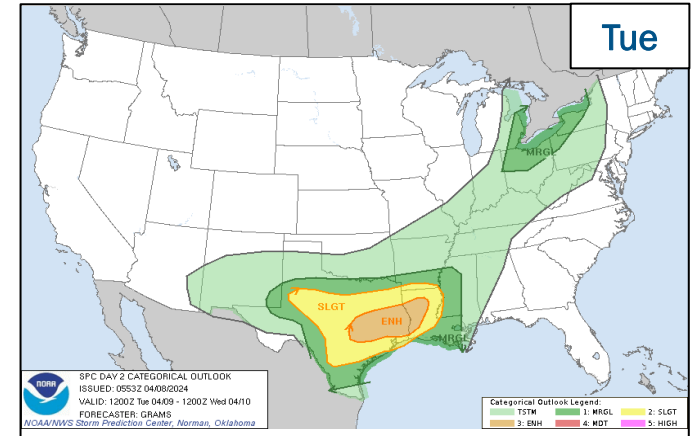 Tue
MRGL
SLGT
ENH
MRGL
NOAA
SPC DAY 2 CATEGORICAL OUTLOOK
ISSUED: 0553Z 04/08/2024
VALID: 1200Z Tue 04/09 - 1200Z Wed 04/10
FORECASTER: GRAMS
NOAA/NWS Storm Prediction Center, Norman, Oklahoma
Categorical Outlook Legend:
TSTM 1: MRGL 2: SLGT
3: ENH 4: MDT 5: HIGH